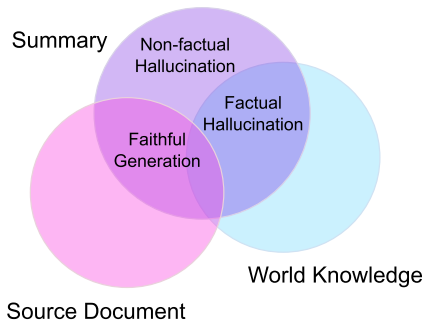 Summary
Non-factual
Hallucination
Factual
Hallucination
Faithful
Generation
World Knowledge
Source Document